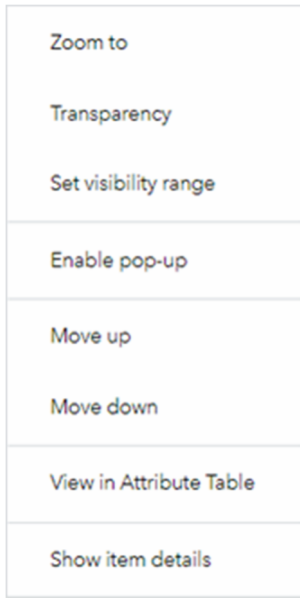 Zoom to
Transparency
Set visibility range
Enable pop-up
Move up
Move down
View in Attribute Table
Show item details